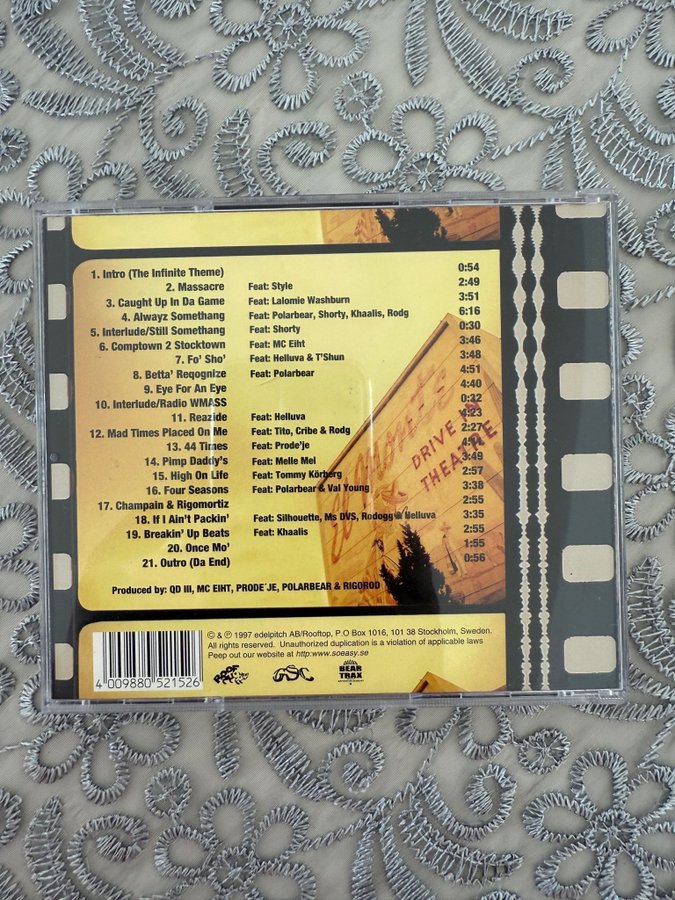 1. Intro (The Infinite Theme) 0:54
2. Massacre Feat: Style 2:49
3. Caught Up In Da Game Feat: Lalomie Washburn 3:51
4. Alwayz Somethang Feat: Polarbear, Shorty, Khaalis, Rodg 6:16
5. Interlude/Still Somethang Feat: Shorty 0:30
6. Comptown 2 Stocktown Feat: MC Eiht 3:46
7. Fo' Sho' Feat: Helluva & T'Shun 3:48
8. Betta' Reqognize Feat: Polarbear 4:51
9. Eye For An Eye 4:40
10. Interlude/Radio WMASS 0:32
11. Reazide Feat: Helluva 4:23
12. Mad Times Placed On Me Feat: Tito, Cribe & Rodg 2:27
13. 44 Times Feat: Prode'je
14. Pimp Daddy's Feat: Melle Mel 3:49
15. High On Life Feat: Tommy Körberg 2:57
16. Four Seasons Feat: Polarbear & Val Young 3:38
17. Champain & Rigomortiz 2:55
18. If I Ain't Packin' Feat: Silhouette, Ms DVS, Rodogg & Helluva 3:35
19. Breakin' Up Beats Feat: Khaalis 2:55
20. Once Mo' 1:55
21. Outro (Da End) 0:56
DRIVE IN
THEATRE
Produced by: QD III, MC EIHT, PRODE´JE, POLARBEAR & RIGOROD
© & ℗ 1997 edelpitch AB/Rooftop, P.O Box 1016, 101 38 Stockholm, Sweden.
All rights reserved. Unauthorized duplication is a violation of applicable laws
Peep out our website at http:www.soeasy.se
4 009880 521526
BEAR
TRAX